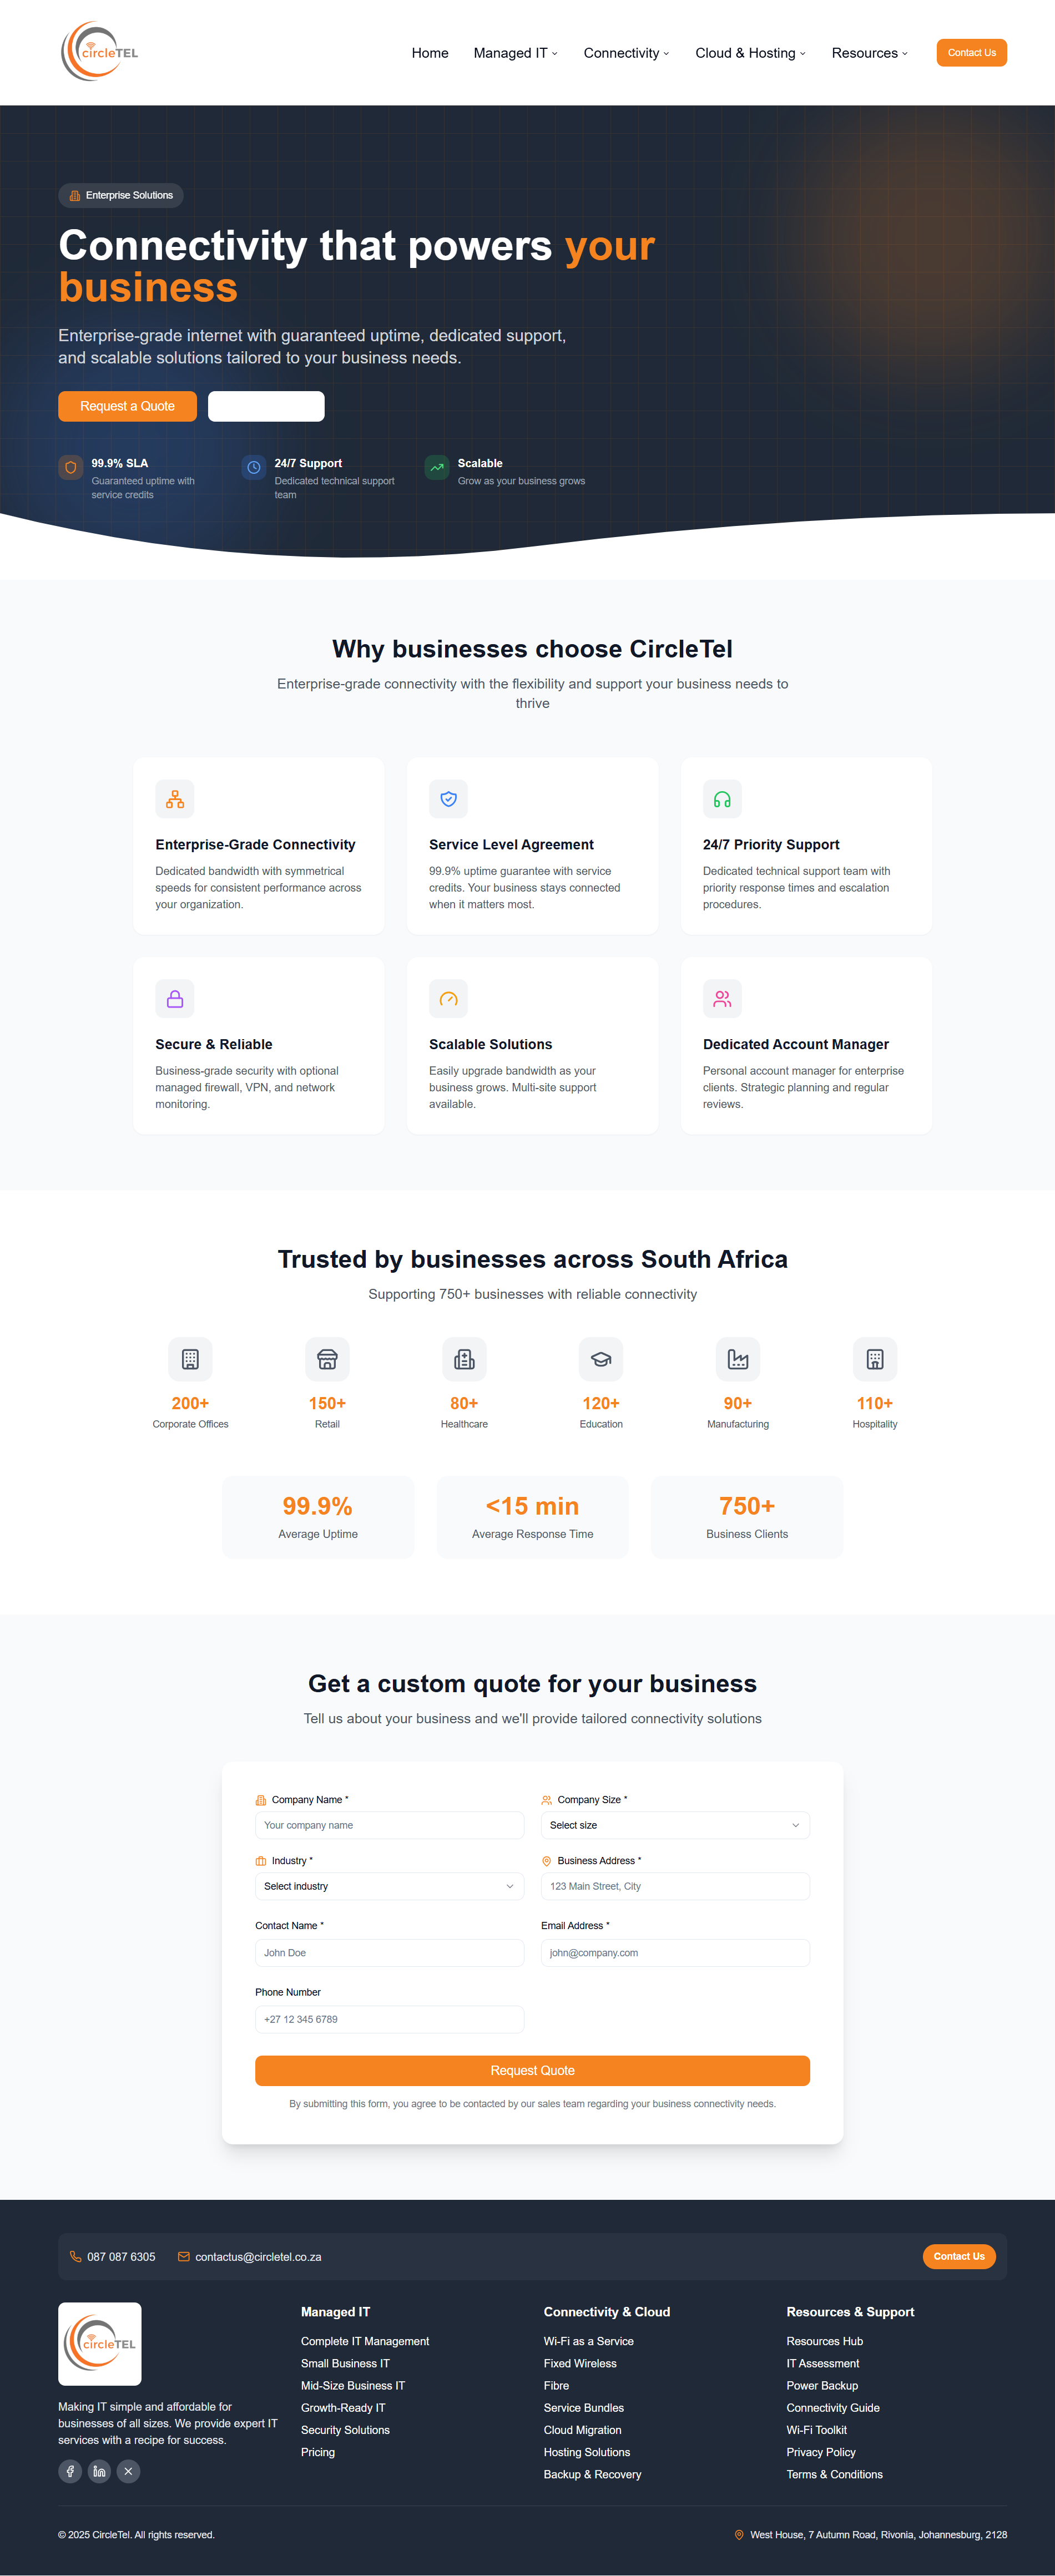 circleTEL
Home
Managed IT
Connectivity
Cloud & Hosting
Resources
Contact Us
Enterprise Solutions
Connectivity that powers your
business
Enterprise-grade internet with guaranteed uptime, dedicated support,
and scalable solutions tailored to your business needs.
Request a Quote
99.9% SLA
Guaranteed uptime with
service credits
24/7 Support
Dedicated technical support
team
Scalable
Grow as your business grows
Why businesses choose CircleTel
Enterprise-grade connectivity with the flexibility and support your business needs to
thrive
Enterprise-Grade Connectivity
Dedicated bandwidth with symmetrical
speeds for consistent performance across
your organization.
Service Level Agreement
99.9% uptime guarantee with service
credits. Your business stays connected
when it matters most.
24/7 Priority Support
Dedicated technical support team with
priority response times and escalation
procedures.
Secure & Reliable
Business-grade security with optional
managed firewall, VPN, and network
monitoring.
Scalable Solutions
Easily upgrade bandwidth as your
business grows. Multi-site support
available.
Dedicated Account Manager
Personal account manager for enterprise
clients. Strategic planning and regular
reviews.
Trusted by businesses across South Africa
Supporting 750+ businesses with reliable connectivity
200+
Corporate Offices
150+
Retail
80+
Healthcare
120+
Education
90+
Manufacturing
110+
Hospitality
99.9%
Average Uptime
<15 min
Average Response Time
750+
Business Clients
Get a custom quote for your business
Tell us about your business and we'll provide tailored connectivity solutions
Company Name *
Your company name
Company Size *
Select size
Industry *
Select industry
Business Address *
123 Main Street, City
Contact Name *
John Doe
Email Address *
john@company.com
Phone Number
+27 12 345 6789
Request Quote
By submitting this form, you agree to be contacted by our sales team regarding your business connectivity needs.
087 087 6305
contactus@circletel.co.za
Contact Us
circleTEL
Making IT simple and affordable for
businesses of all sizes. We provide expert IT
services with a recipe for success.
Managed IT
Complete IT Management
Small Business IT
Mid-Size Business IT
Growth-Ready IT
Security Solutions
Pricing
Connectivity & Cloud
Wi-Fi as a Service
Fixed Wireless
Fibre
Service Bundles
Cloud Migration
Hosting Solutions
Backup & Recovery
Resources & Support
Resources Hub
IT Assessment
Power Backup
Connectivity Guide
Wi-Fi Toolkit
Privacy Policy
Terms & Conditions
© 2025 CircleTel. All rights reserved.
West House, 7 Autumn Road, Rivonia, Johannesburg, 2128